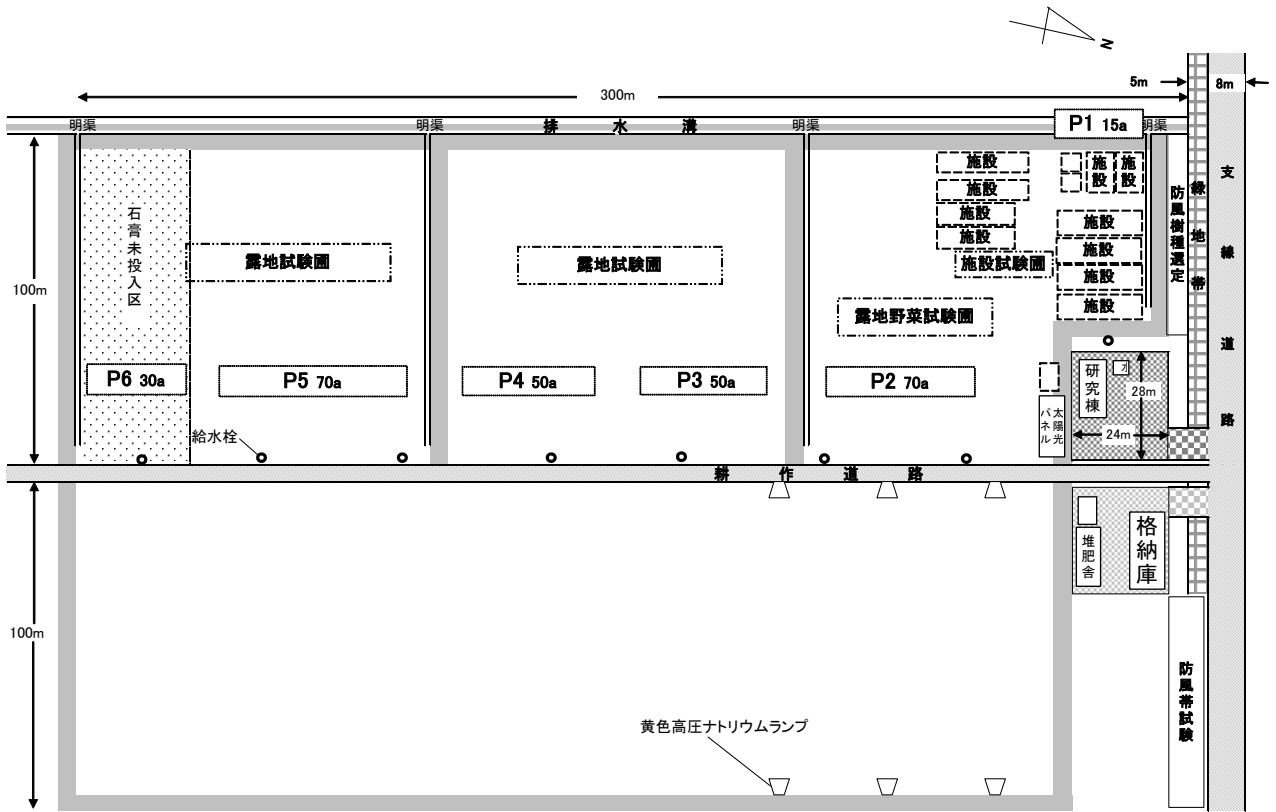 N
5m
8m
300m
明渠
明渠
排水溝
明渠
P1 15a
明渠
施設
施設
施設
施設
施設
施設
施設
施設
施設
施設
施設試験圃
防風樹種選定
緑地帯
支線道路
石膏未投入区
露地試験圃
露地試験圃
露地野菜試験圃
100m
P6 30a
P5 70a
P4 50a
P3 50a
P2 70a
太陽光パネル
研究棟
28m
24m
給水栓
耕作道路
堆肥舎
格納庫
100m
防風帯試験
黄色高圧ナトリウムランプ